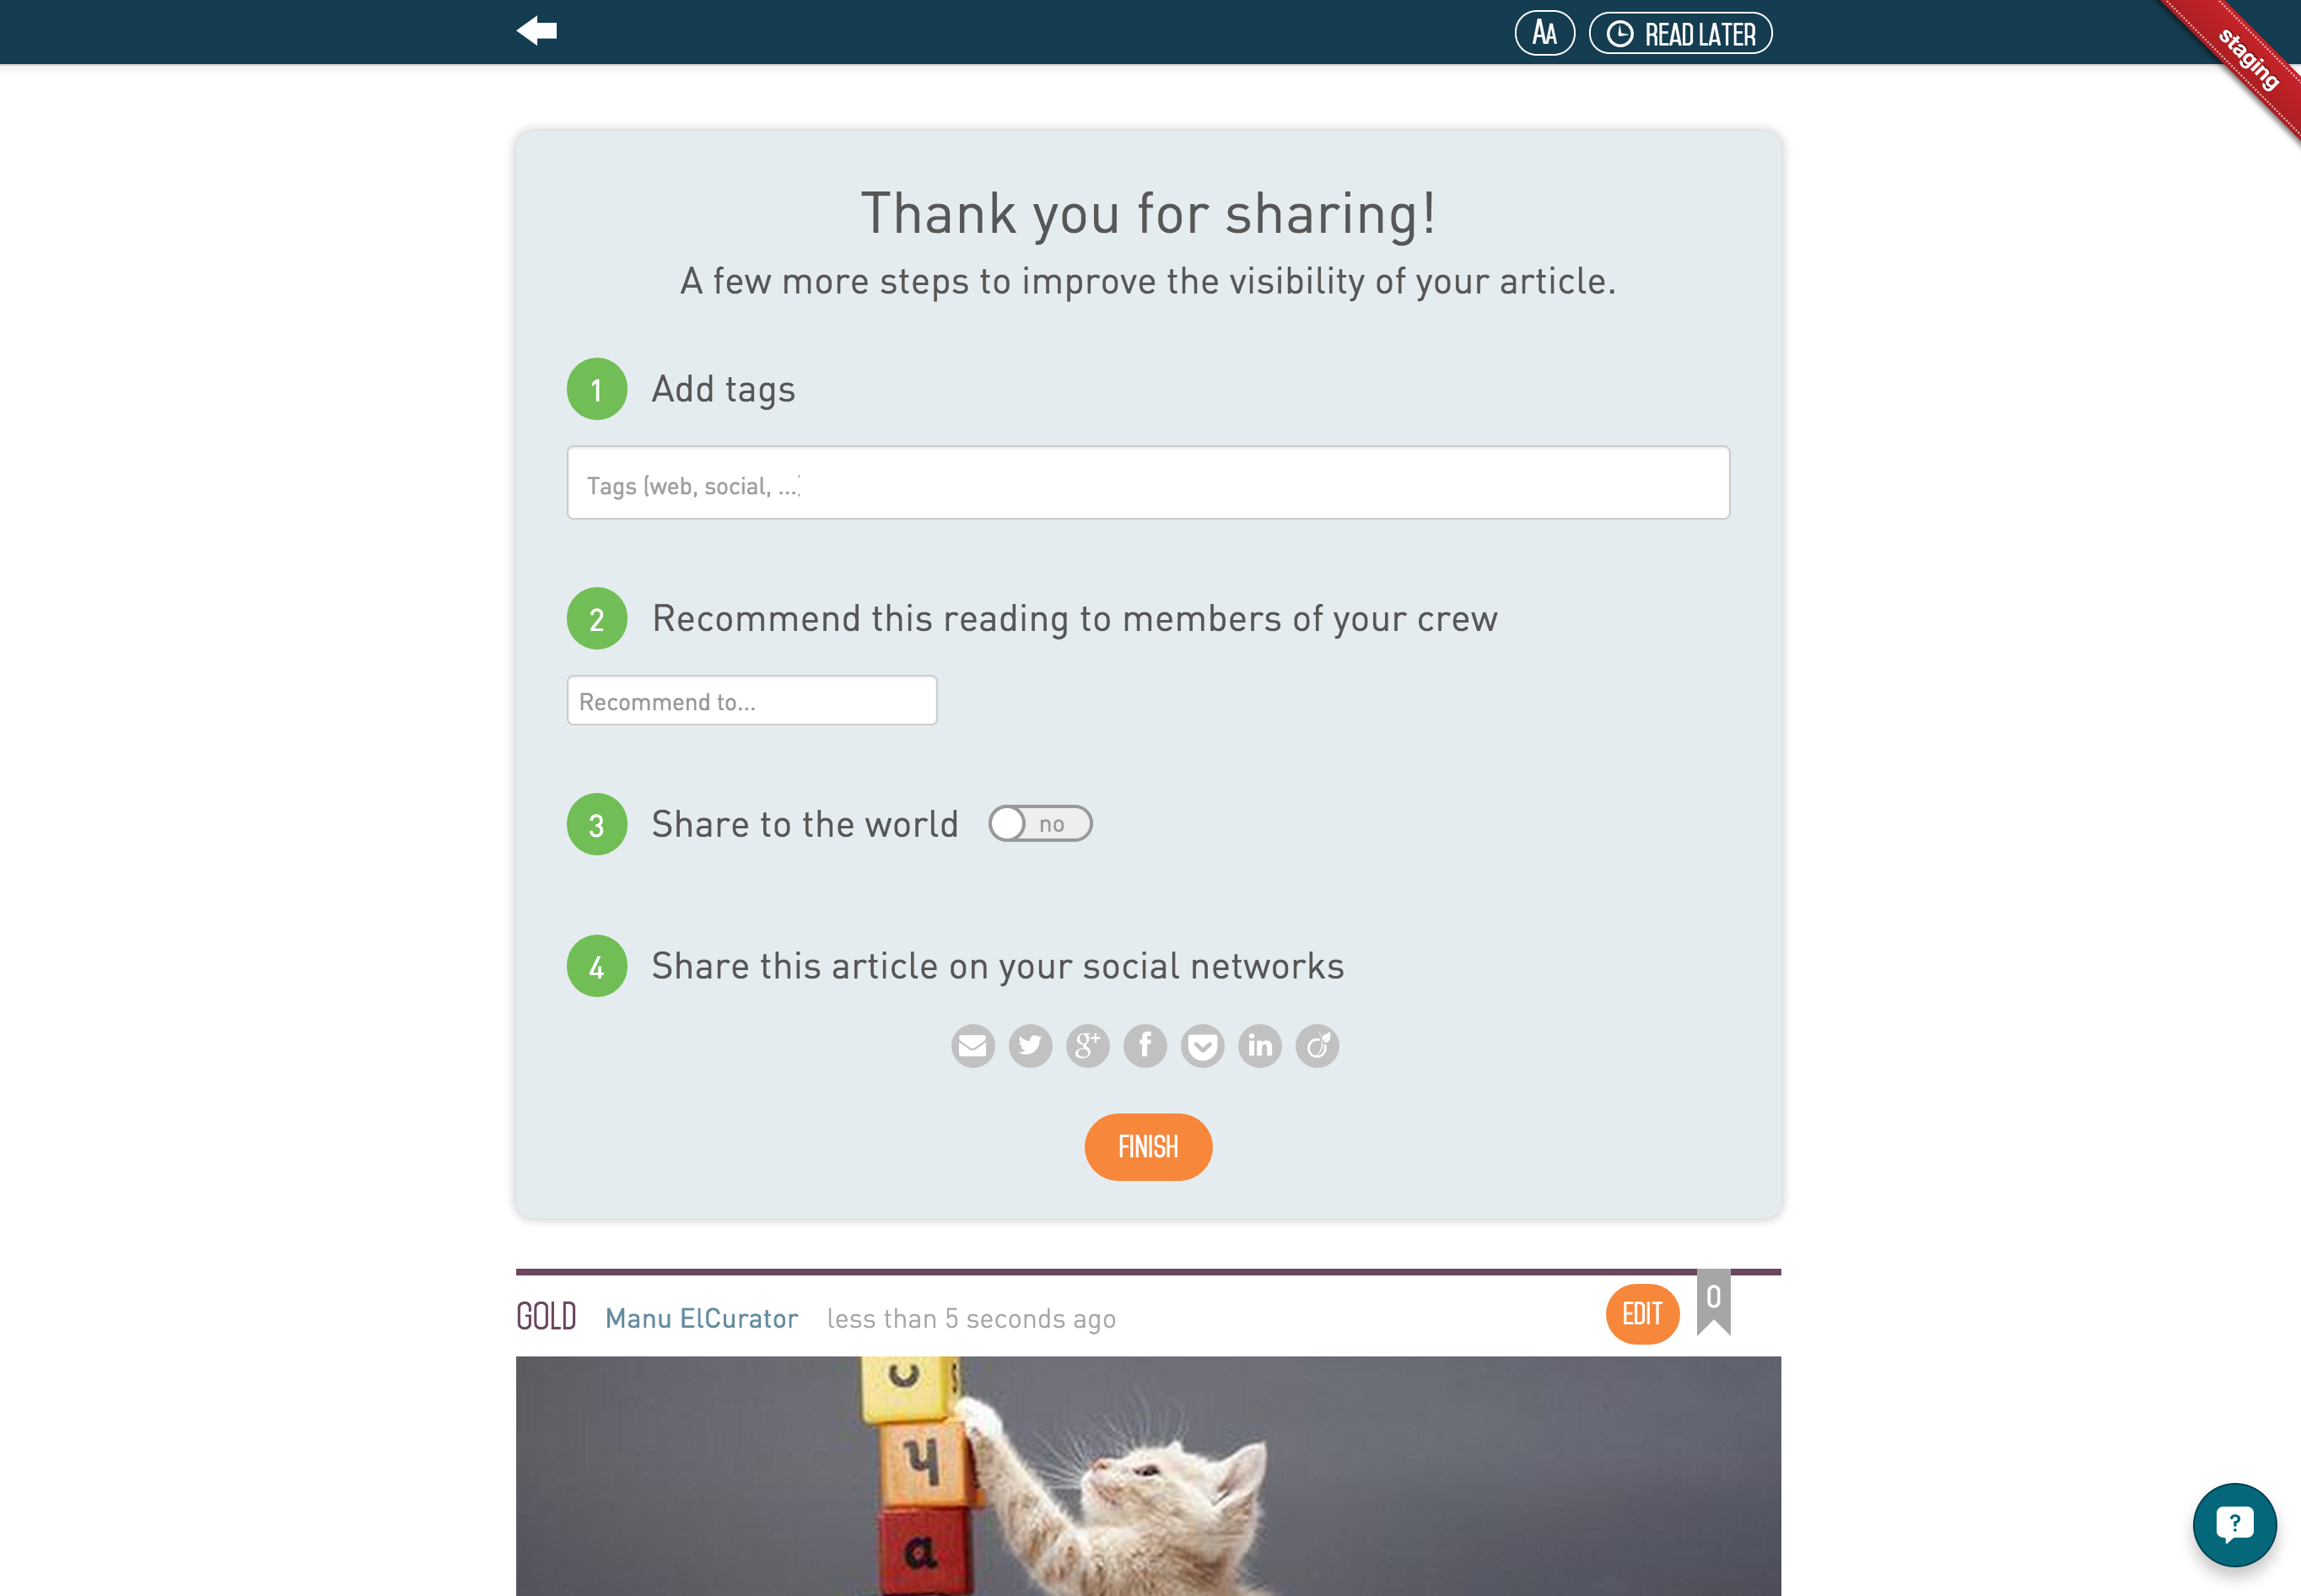 AA
READ LATER
staging
Thank you for sharing!
A few more steps to improve the visibility of your article.
1 Add tags
Tags (web, social, ...)
2 Recommend this reading to members of your crew
Recommend to...
3 Share to the world no
4 Share this article on your social networks
g+ f in
FINISH
GOLD Manu ElCurator less than 5 seconds ago EDIT 0
4
a
?